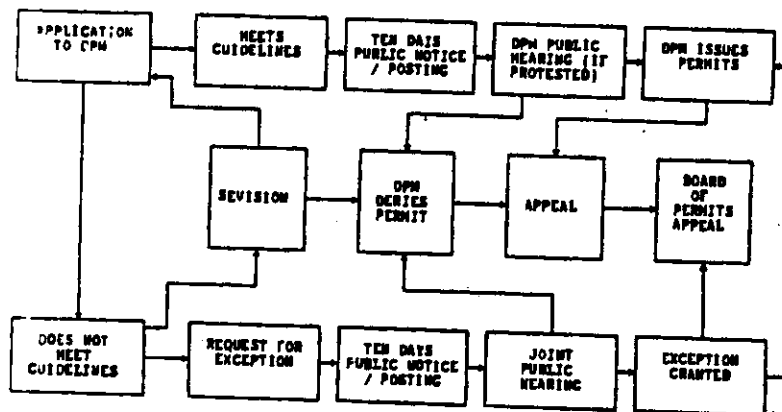 APPLICATION
TO DPW
MEETS
GUIDELINES
TEN DAYS
PUBLIC NOTICE
/ POSTING
DPW PUBLIC
HEARING (IF
PROTESTED)
DPW ISSUES
PERMITS
REVISION
DPW
DENIES
PERMIT
APPEAL
BOARD
OF
PERMITS
APPEAL
DOES NOT
MEET
GUIDELINES
REQUEST FOR
EXCEPTION
TEN DAYS
PUBLIC NOTICE
/ POSTING
JOINT
PUBLIC
HEARING
EXCEPTION
GRANTED